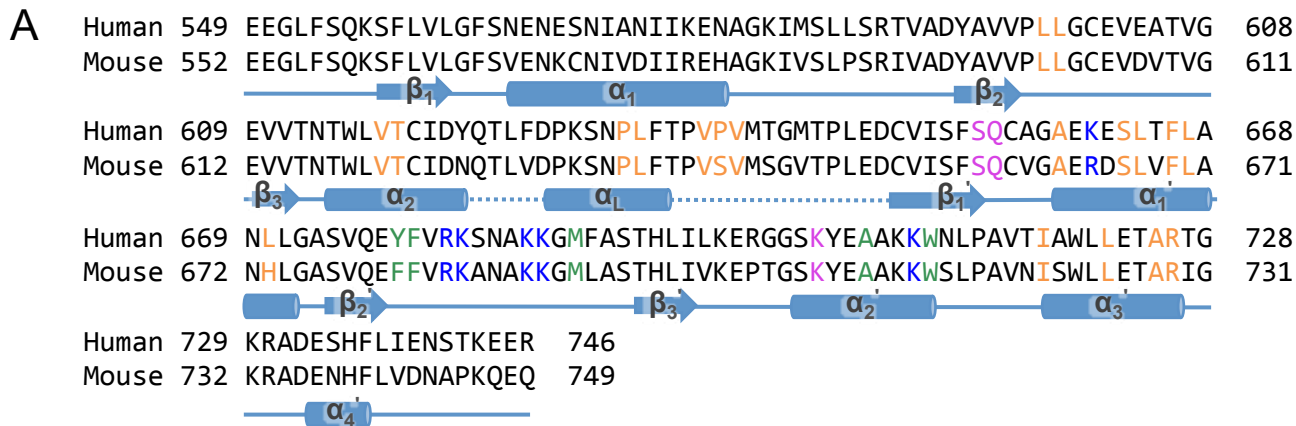 A
Human 549 EEGLFSQKSFLVLGFSNENESNIANIIKENAGKIMSLLSRTVADYAVVPLLGCEVEATVG 608
Mouse 552 EEGLFSQKSFLVLGFSVENKCNIVDIIREHAGKIVSLPSRIVADYAVVPLLGCEVDVTVG 611
β1 α1 β2
Human 609 EVVTNTWLVTCIDYQTLFDPKSNPLFTPVPVMTGMTPLEDCVISFSQCAGAEKESLTFLA 668
Mouse 612 EVVTNTWLVTCIDNQTLVDPKSNPLFTPVSVMSGVTPLEDCVISFSQCVGAERDSLVFLA 671
β3 α2 αL β1' α1'
Human 669 NLLGASVQEYFVRKSNAKKGMFASTHLILKERGGSKYEAAKKWNLPAVTIAWLLETARTG 728
Mouse 672 NHLGASVQEFFVRKANAKKGMLASTHLIVKEPTGSKYEAAKKWSLPAVNISWLLETARIG 731
β2' β3' α2' α3'
Human 729 KRADESHFLIENSTKEER 746
Mouse 732 KRADENHFLVDNAPKQEQ 749
α4'